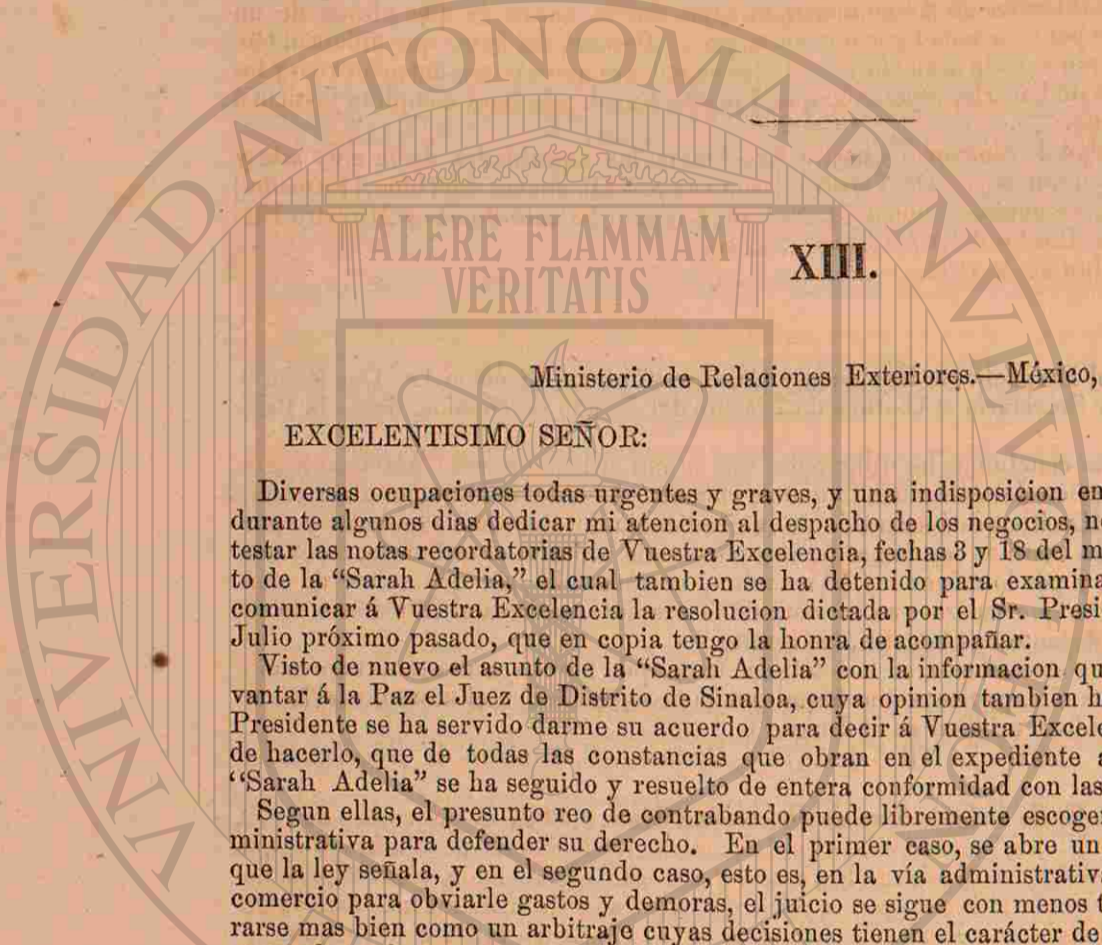 XIII.
Ministerio de Relaciones Exteriores.—México,
EXCELENTISIMO SEÑOR:
Diversas ocupaciones todas urgentes y graves, y una indisposicion en
durante algunos dias dedicar mi atencion al despacho de los negocios, n
testar las notas recordatorias de Vuestra Excelencia, fechas 3 y 18 del m
to de la “Sarah Adelia,” el cual tambien se ha detenido para examina
comunicar á Vuestra Excelencia la resolucion dictada por el Sr. Presi
Julio próximo pasado, que en copia tengo la honra de acompañar.
Visto de nuevo el asunto de la “Sarah Adelia” con la informacion qu
vantar á la Paz el Juez de Distrito de Sinaloa, cuya opinion tambien h
Presidente se ha servido darme su acuerdo para decir á Vuestra Excele
de hacerlo, que de todas las constancias que obran en el expediente a
“Sarah Adelia” se ha seguido y resuelto de entera conformidad con las
Segun ellas, el presunto reo de contrabando puede libremente escoger
ministrativa para defender su derecho. En el primer caso, se abre un
que la ley señala, y en el segundo caso, esto es, en la vía administrativ
comercio para obviarle gastos y demoras, el juicio se sigue con menos t
rarse mas bien como un arbitraje cuyas decisiones tienen el carácter de
UNIVERSIDAD AVTONOMA D NVEVO
ALERE FLAMMAM
VERITATIS